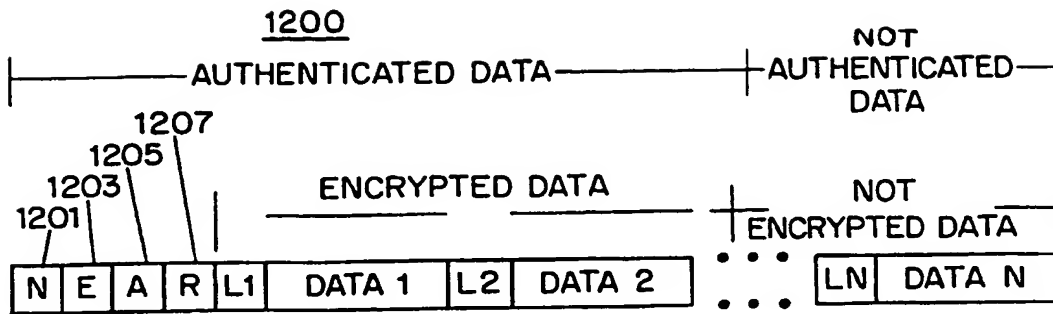 1200
AUTHENTICATED DATA
NOT
AUTHENTICATED
DATA
1207
1205
1203
1201
ENCRYPTED DATA
NOT
ENCRYPTED DATA
N E A R L1 DATA 1 L2 DATA 2 LN DATA N